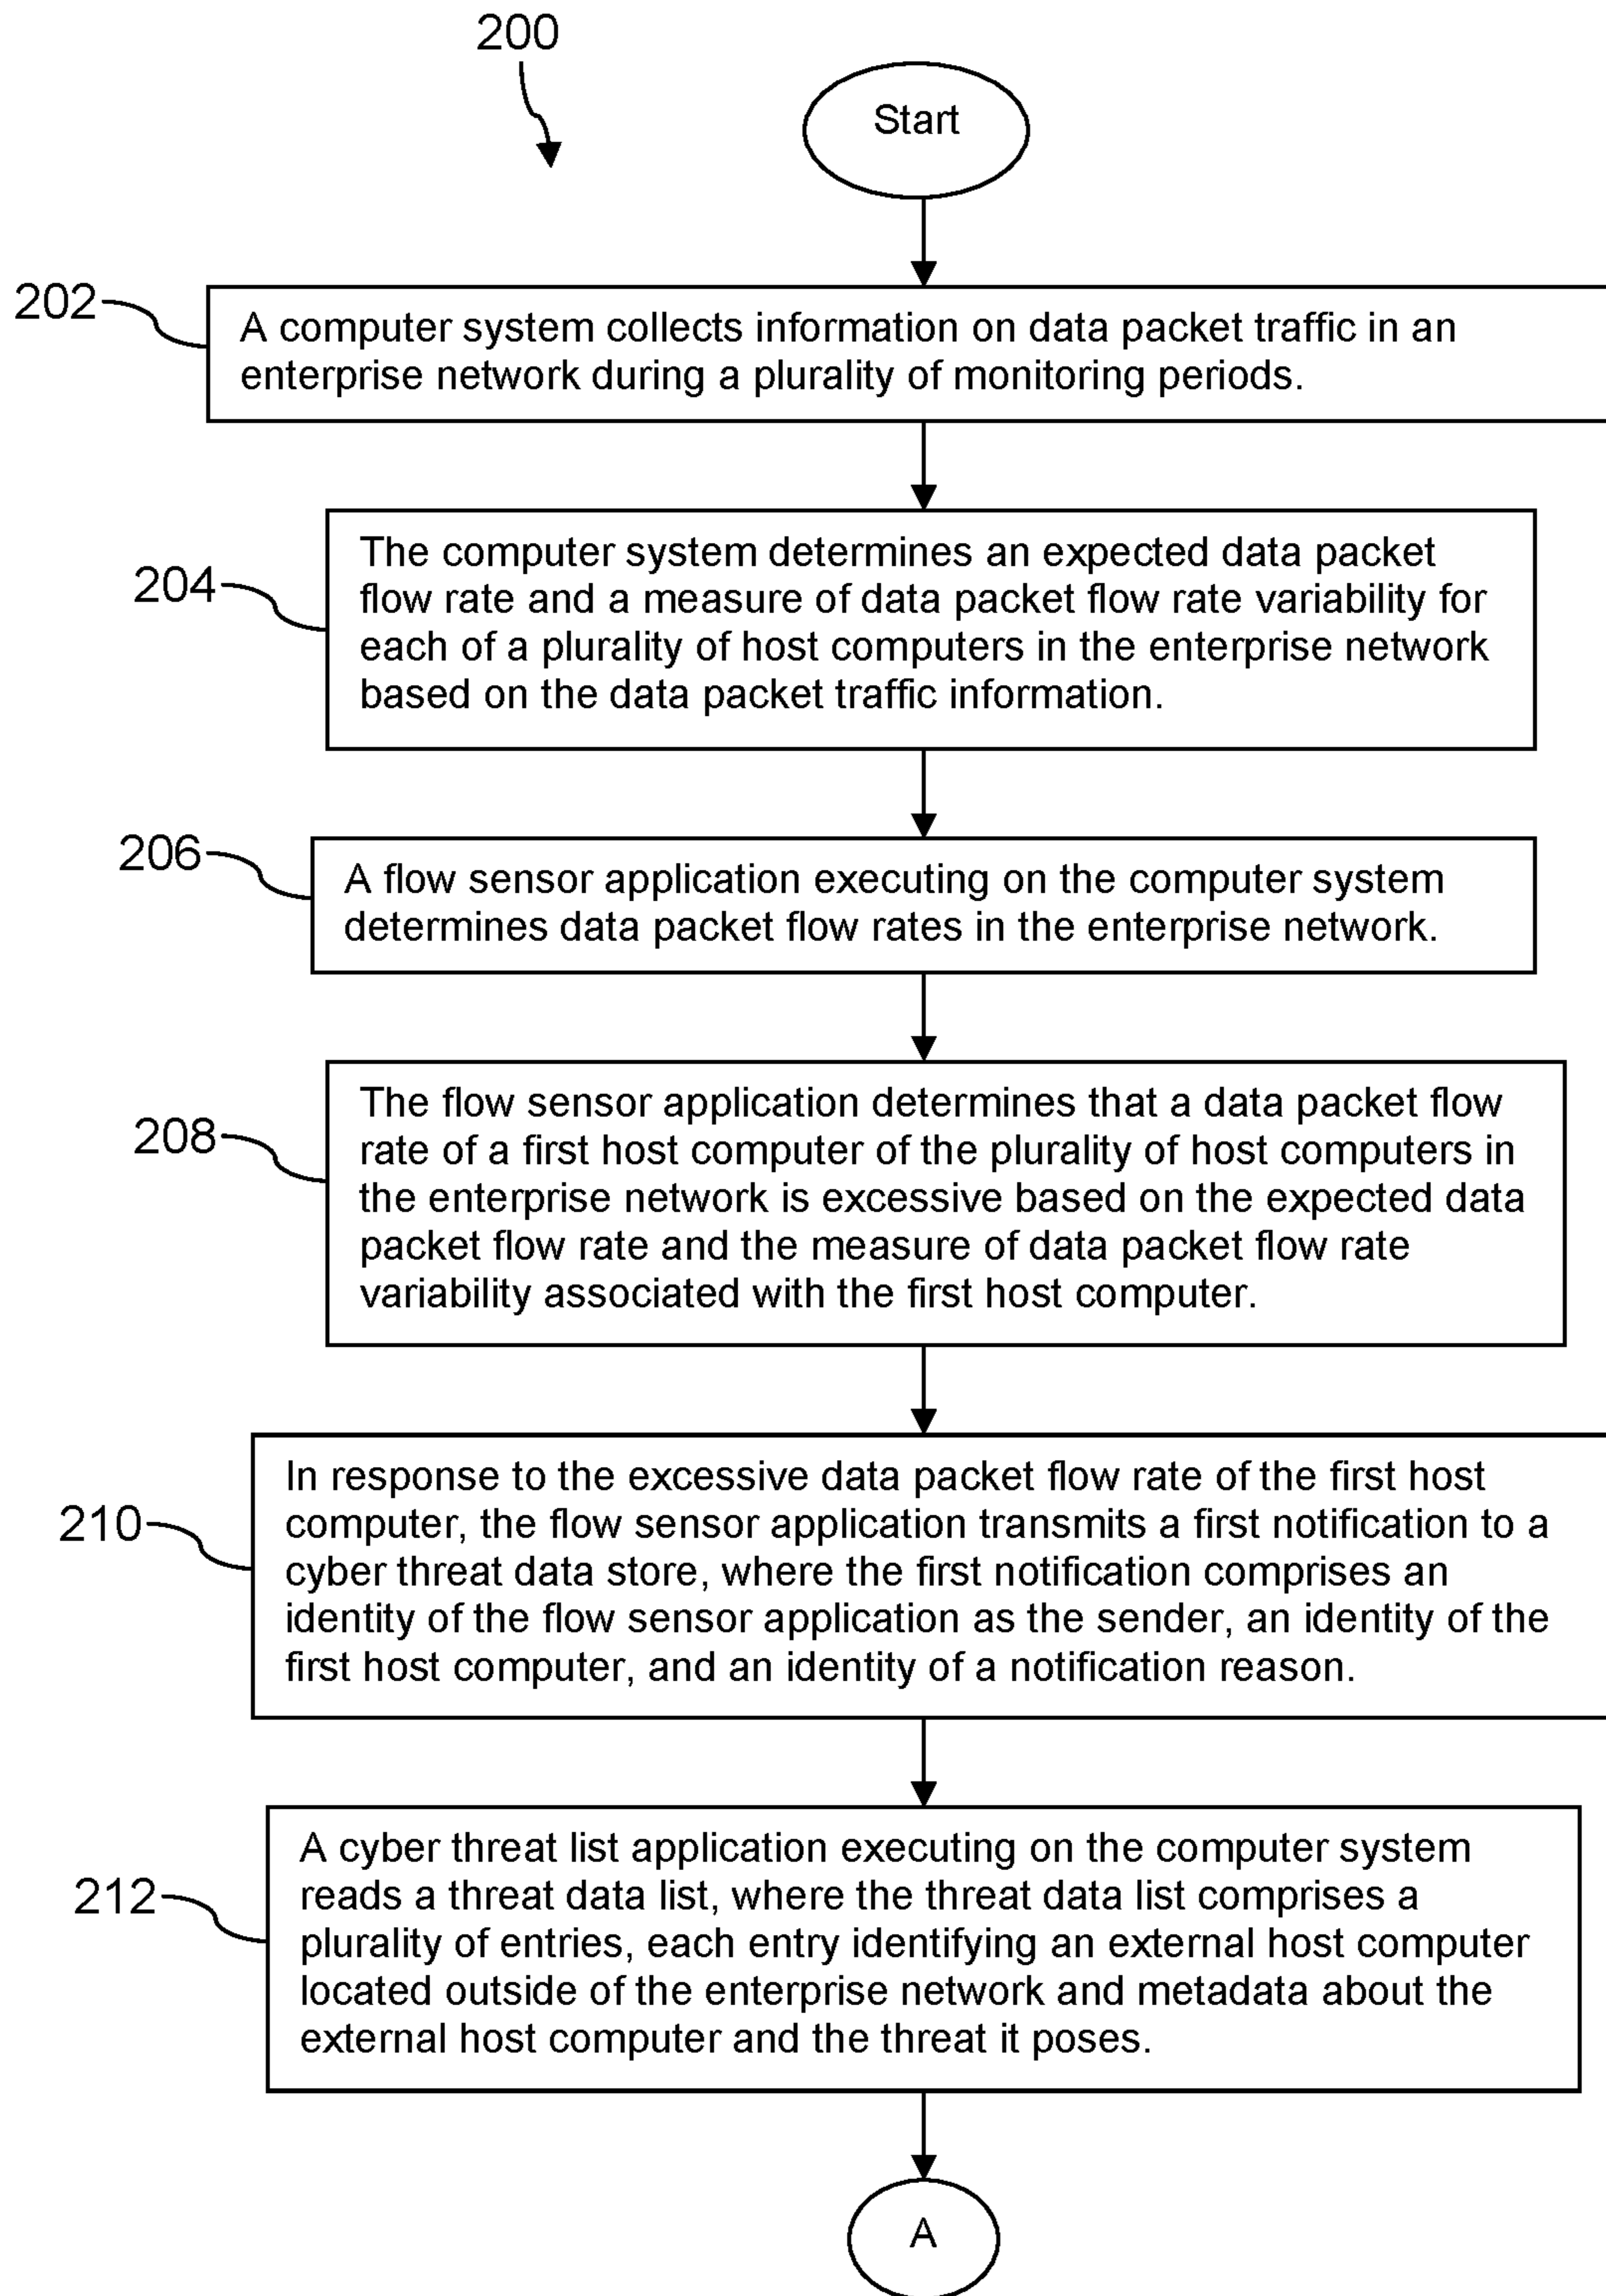 200
Start
202
A computer system collects information on data packet traffic in an
enterprise network during a plurality of monitoring periods.
204
The computer system determines an expected data packet
flow rate and a measure of data packet flow rate variability for
each of a plurality of host computers in the enterprise network
based on the data packet traffic information.
206
A flow sensor application executing on the computer system
determines data packet flow rates in the enterprise network.
208
The flow sensor application determines that a data packet flow
rate of a first host computer of the plurality of host computers in
the enterprise network is excessive based on the expected data
packet flow rate and the measure of data packet flow rate
variability associated with the first host computer.
210
In response to the excessive data packet flow rate of the first host
computer, the flow sensor application transmits a first notification to a
cyber threat data store, where the first notification comprises an
identity of the flow sensor application as the sender, an identity of the
first host computer, and an identity of a notification reason.
212
A cyber threat list application executing on the computer system
reads a threat data list, where the threat data list comprises a
plurality of entries, each entry identifying an external host computer
located outside of the enterprise network and metadata about the
external host computer and the threat it poses.
A